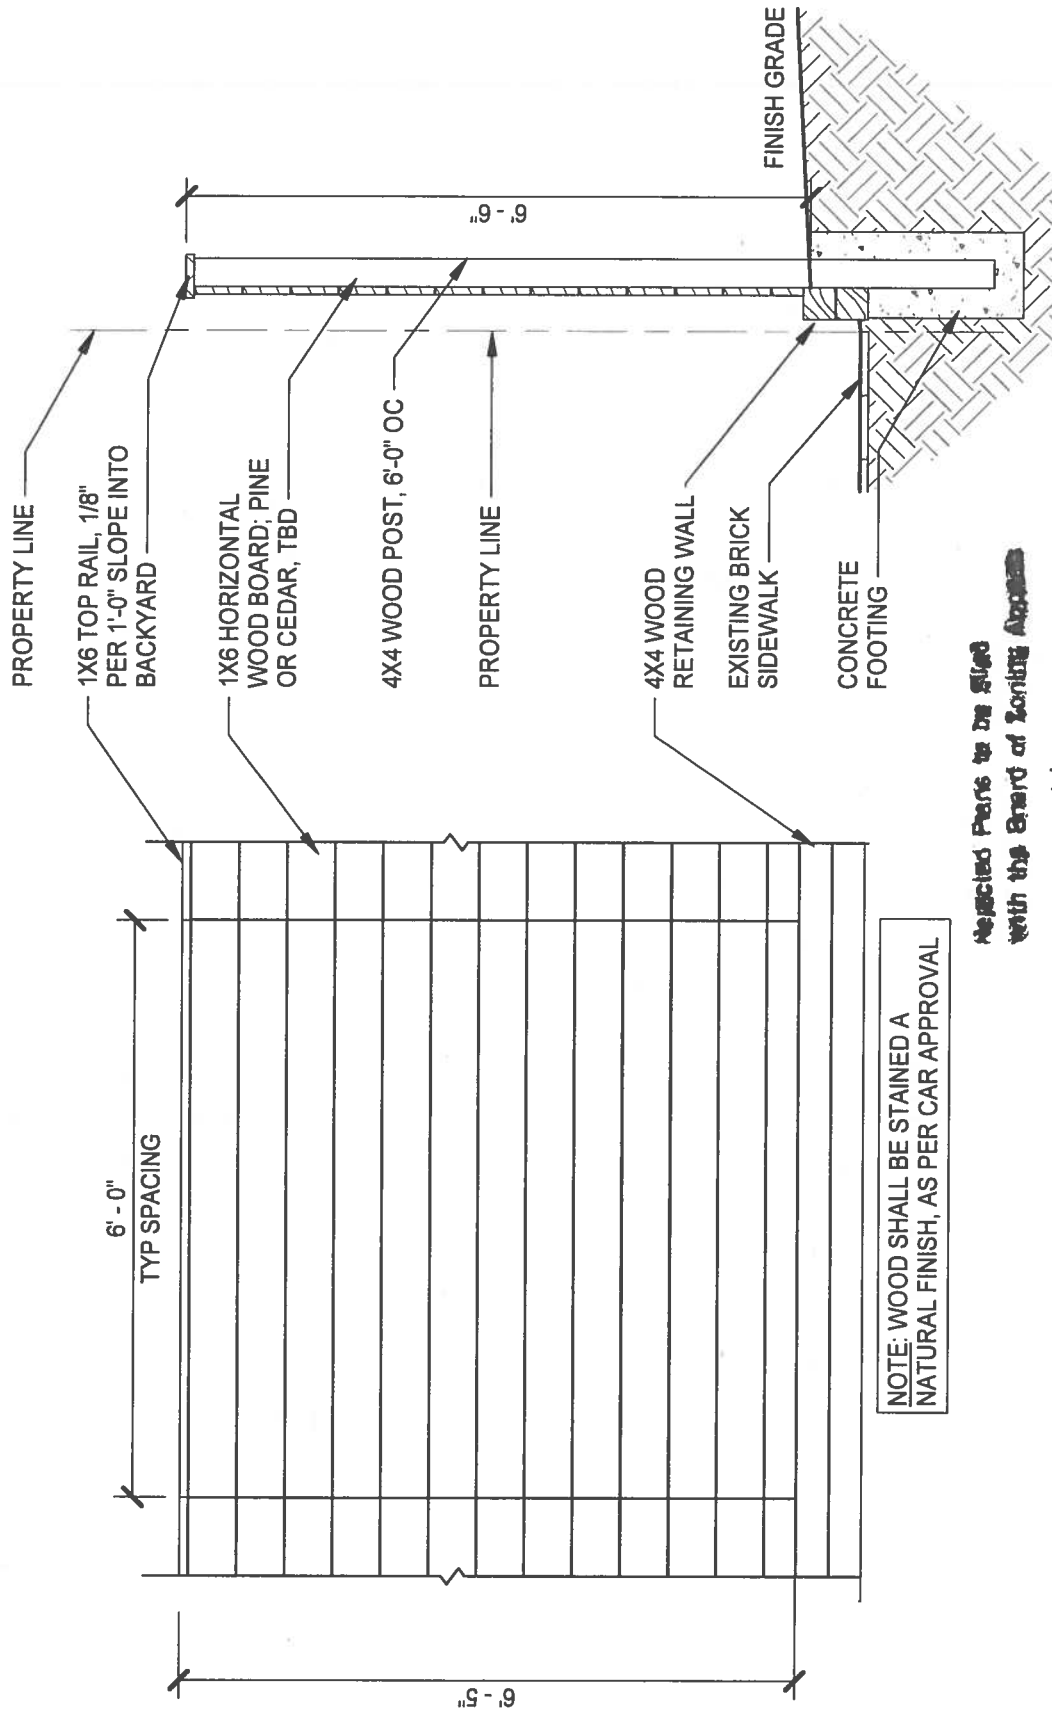 6' - 0"
TYP SPACING
6' - 5"
PROPERTY LINE
1X6 TOP RAIL, 1/8"
PER 1'-0" SLOPE INTO
BACKYARD
1X6 HORIZONTAL
WOOD BOARD; PINE
OR CEDAR, TBD
4X4 WOOD POST, 6'-0" OC
PROPERTY LINE
4X4 WOOD
RETAINING WALL
EXISTING BRICK
SIDEWALK
CONCRETE
FOOTING
6' - 6"
FINISH GRADE
NOTE: WOOD SHALL BE STAINED A
NATURAL FINISH, AS PER CAR APPROVAL
Rejected Plans to be filed
With the Board of Zoning